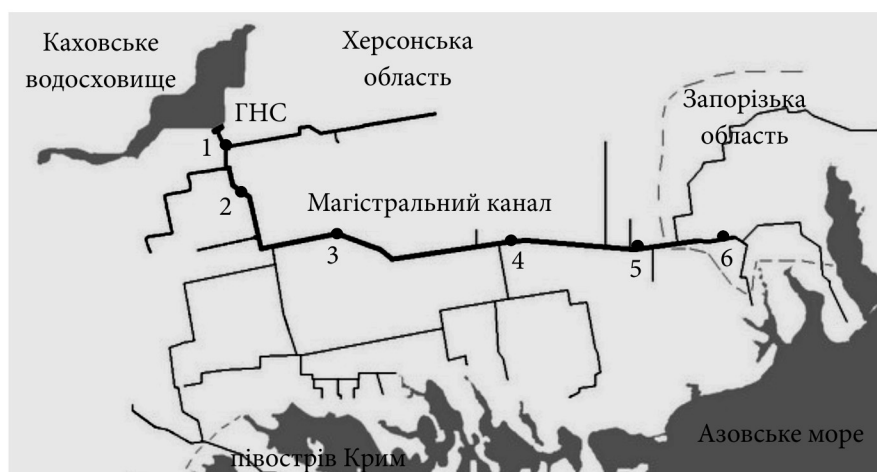 Каховське
водосховище
Херсонська
область
Запорізька
область
ГНС
1
2
Магістральний канал
3
4
5
6
Азовське море
півострів Крим